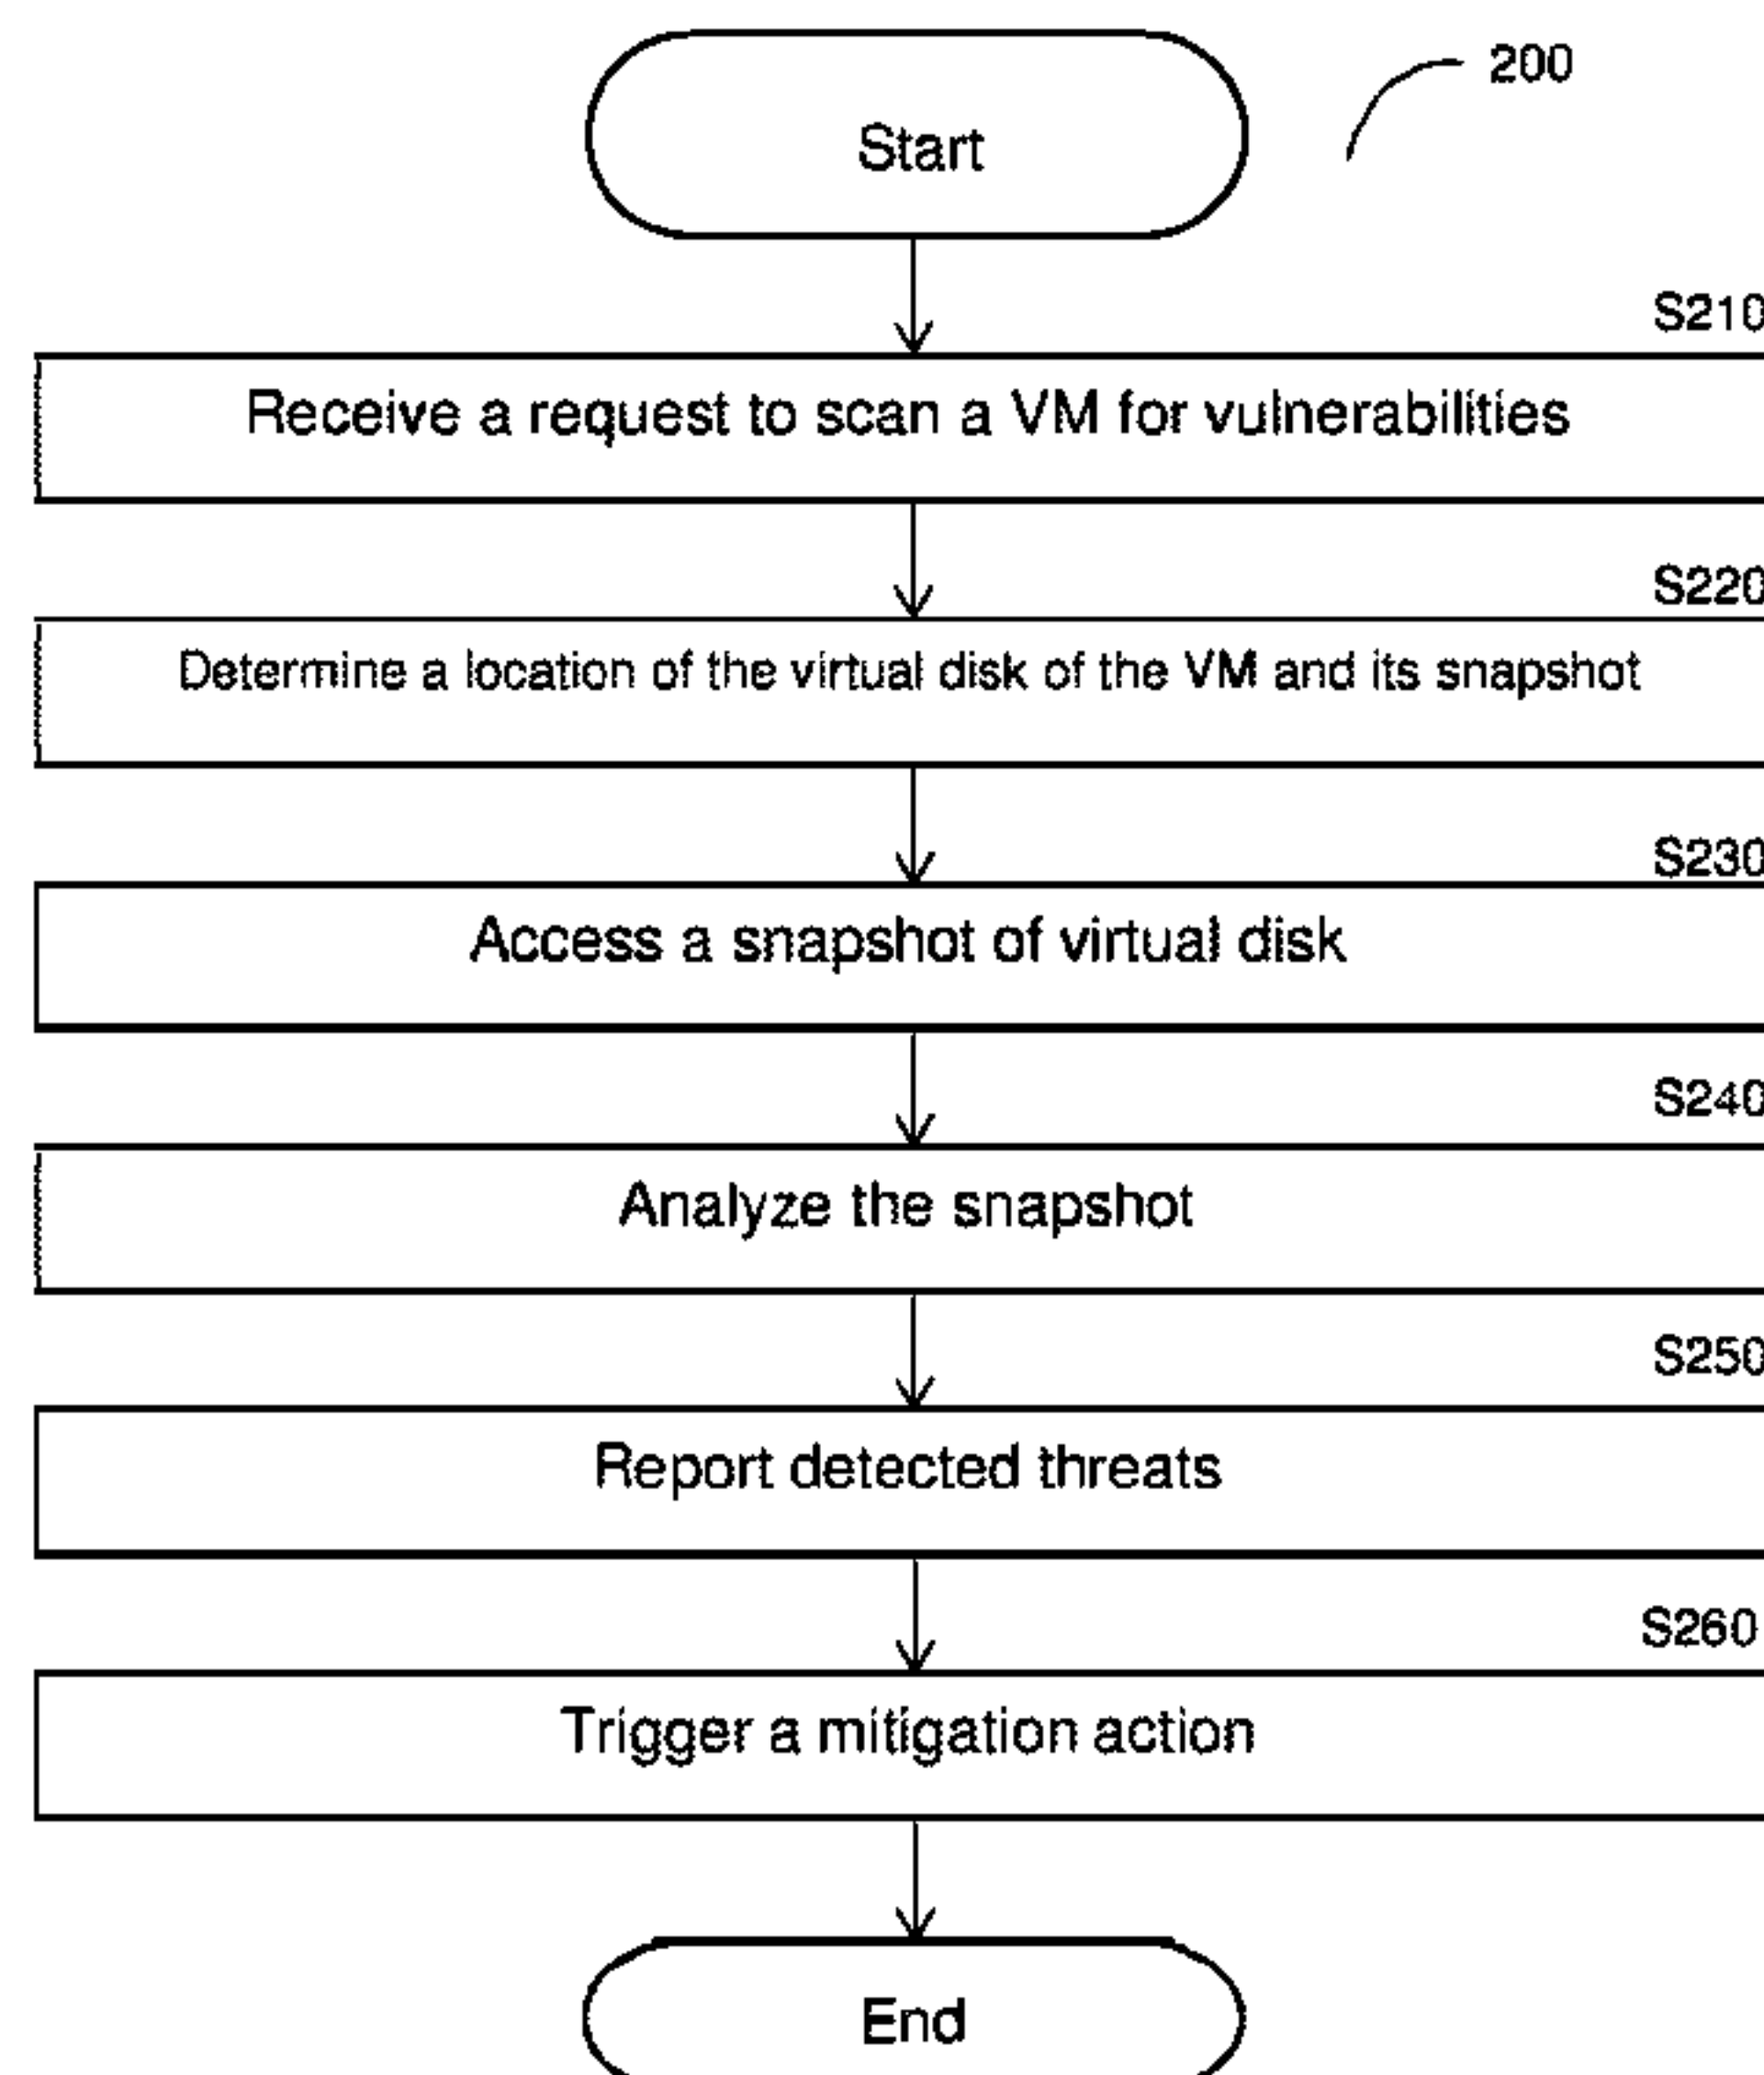 Start
200
S210
Receive a request to scan a VM for vulnerabilities
S220
Determine a location of the virtual disk of the VM and its snapshot
S230
Access a snapshot of virtual disk
S240
Analyze the snapshot
S250
Report detected threats
S260
Trigger a mitigation action
End